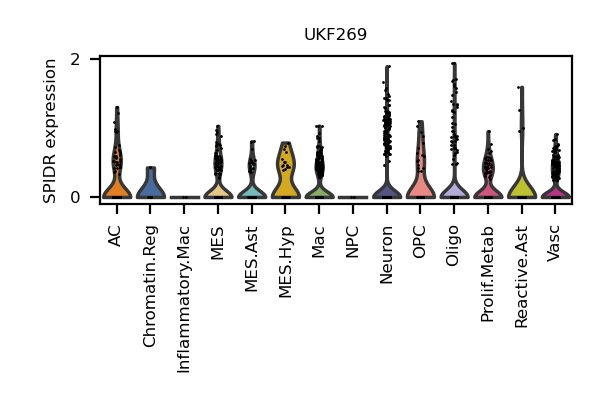 UKF269
SPIDR expression
2
0
AC
Chromatin.Reg
Inflammatory.Mac
MES
MES.Ast
MES.Hyp
Mac
NPC
Neuron
OPC
Oligo
Prolif.Metab
Reactive.Ast
Vasc